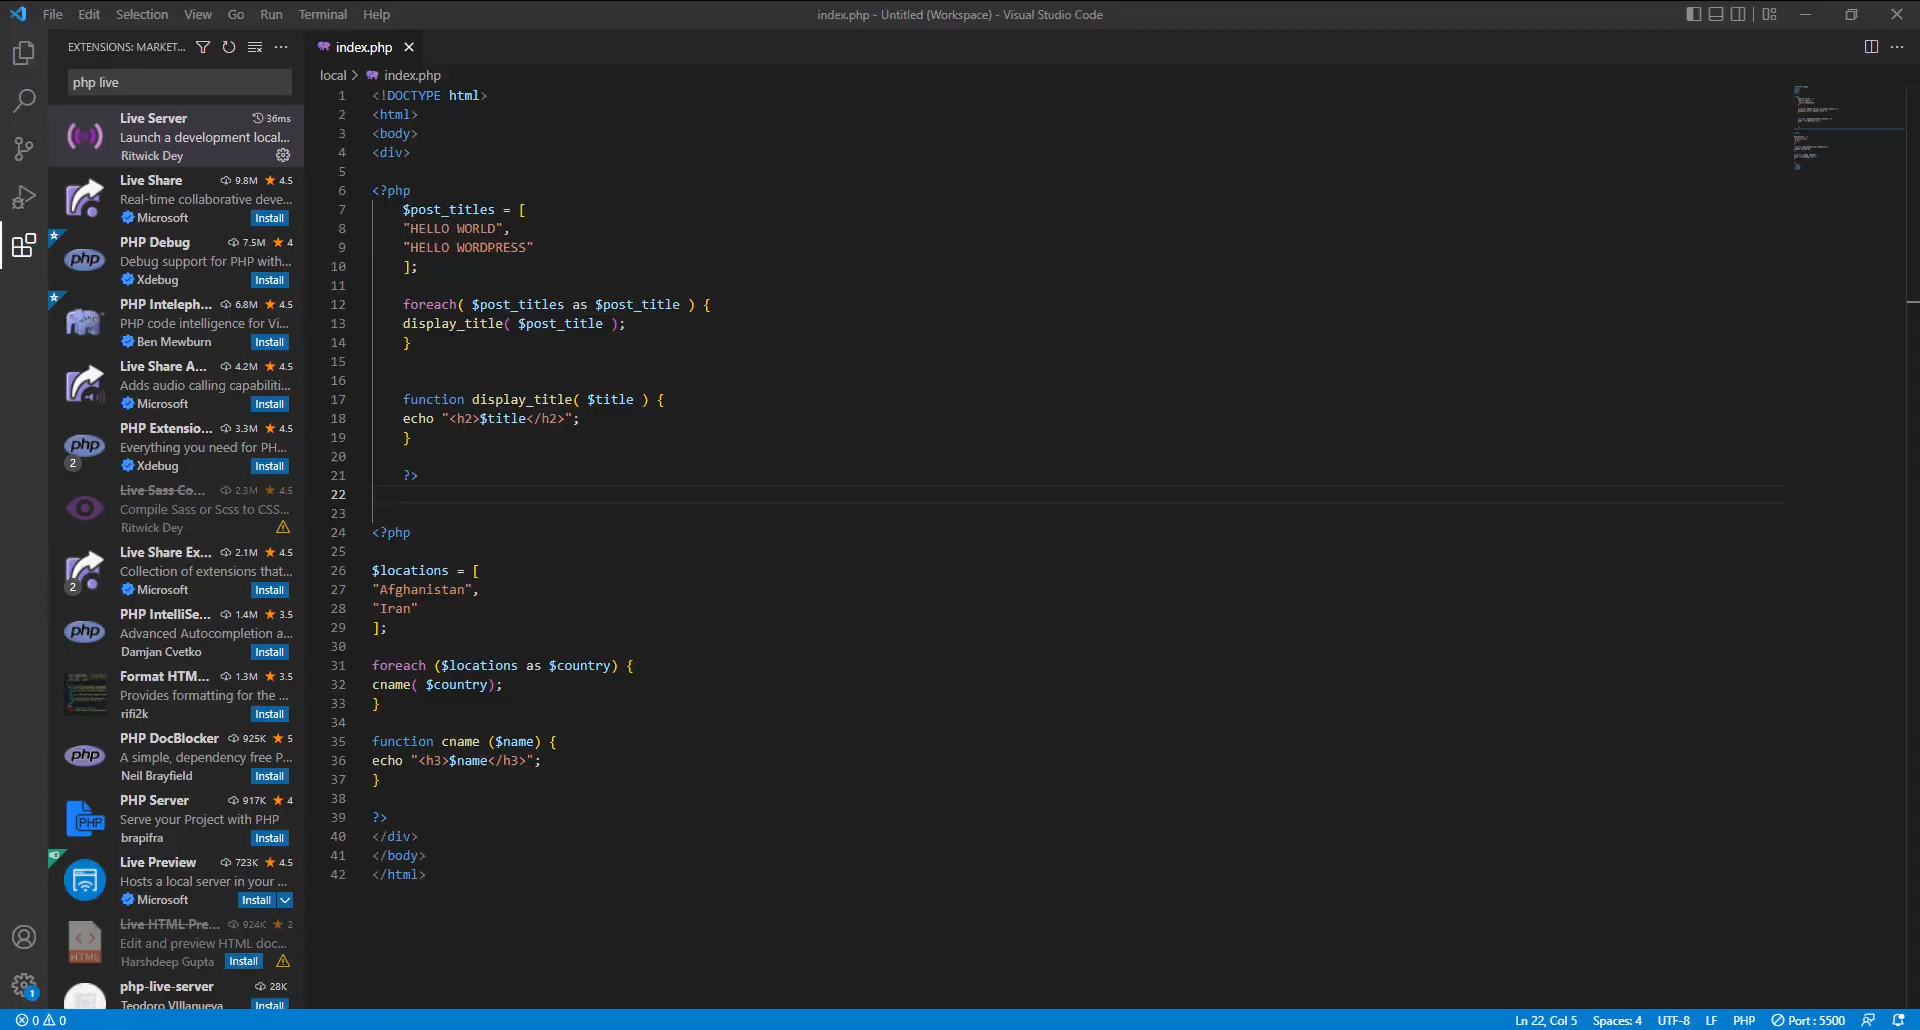 File Edit Selection View Go Run Terminal Help
index.php - Untitled (Workspace) - Visual Studio Code
EXTENSIONS: MARKET...
index.php
php live
local > index.php
Live Server 36ms
Launch a development local...
Ritwick Dey
Live Share 9.8M 4.5
Real-time collaborative deve...
Microsoft Install
PHP Debug 7.5M 4
Debug support for PHP with...
Xdebug Install
PHP Inteleph... 6.8M 4.5
PHP code intelligence for Vi...
Ben Mewburn Install
Live Share A... 4.2M 4.5
Adds audio calling capabiliti...
Microsoft Install
PHP Extensio... 3.3M 4.5
Everything you need for PH...
2 Xdebug Install
Live Sass Co... 2.3M 4.5
Compile Sass or Scss to CSS...
Ritwick Dey
Live Share Ex... 2.1M 4.5
Collection of extensions that...
2 Microsoft Install
PHP IntelliSe... 1.4M 3.5
Advanced Autocompletion a...
Damjan Cvetko Install
Format HTM... 1.3M 3.5
Provides formatting for the ...
rifi2k Install
PHP DocBlocker 925K 5
A simple, dependency free P...
Neil Brayfield Install
PHP Server 917K 4
Serve your Project with PHP
brapifra Install
Live Preview 723K 4.5
Hosts a local server in your ...
Microsoft Install
Live HTML Pre... 924K 2
Edit and preview HTML doc...
Harshdeep Gupta Install
php-live-server 28K
Teodoro VIllanueva Install
1 <!DOCTYPE html>
2 <html>
3 <body>
4 <div>
5
6 <?php
7 $post_titles = [
8 "HELLO WORLD",
9 "HELLO WORDPRESS"
10 ];
11
12 foreach( $post_titles as $post_title ) {
13 display_title( $post_title );
14 }
15
16
17 function display_title( $title ) {
18 echo "<h2>$title</h2>";
19 }
20
21 ?>
22
23
24 <?php
25
26 $locations = [
27 "Afghanistan",
28 "Iran"
29 ];
30
31 foreach ($locations as $country) {
32 cname( $country);
33 }
34
35 function cname ($name) {
36 echo "<h3>$name</h3>";
37 }
38
39 ?>
40 </div>
41 </body>
42 </html>
1
0 0
Ln 22, Col 5 Spaces: 4 UTF-8 LF PHP Port : 5500